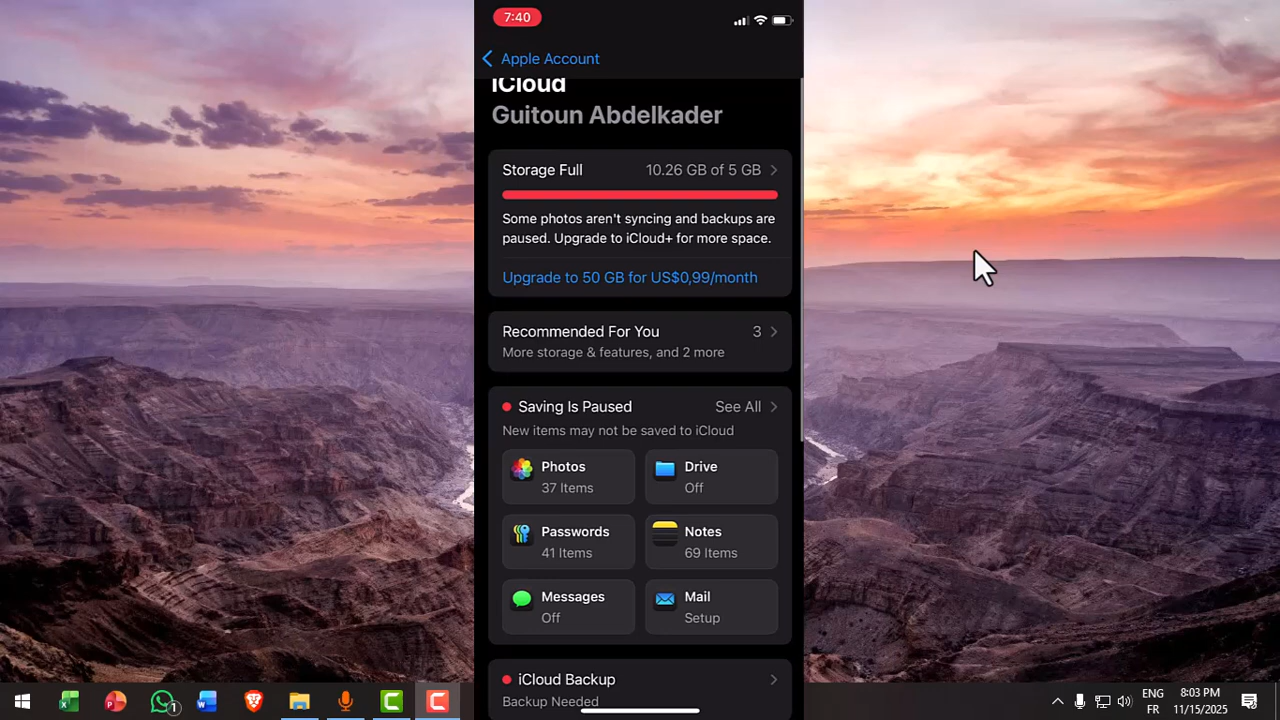 7:40
Apple Account
iCloud
Guitoun Abdelkader
Storage Full 10.26 GB of 5 GB
Some photos aren't syncing and backups are
paused. Upgrade to iCloud+ for more space.
Upgrade to 50 GB for US$0,99/month
Recommended For You 3
More storage & features, and 2 more
Saving Is Paused See All
New items may not be saved to iCloud
Photos
37 Items
Drive
Off
Passwords
41 Items
Notes
69 Items
Messages
Off
Mail
Setup
iCloud Backup
Backup Needed
1
ENG
FR
8:03 PM
11/15/2025